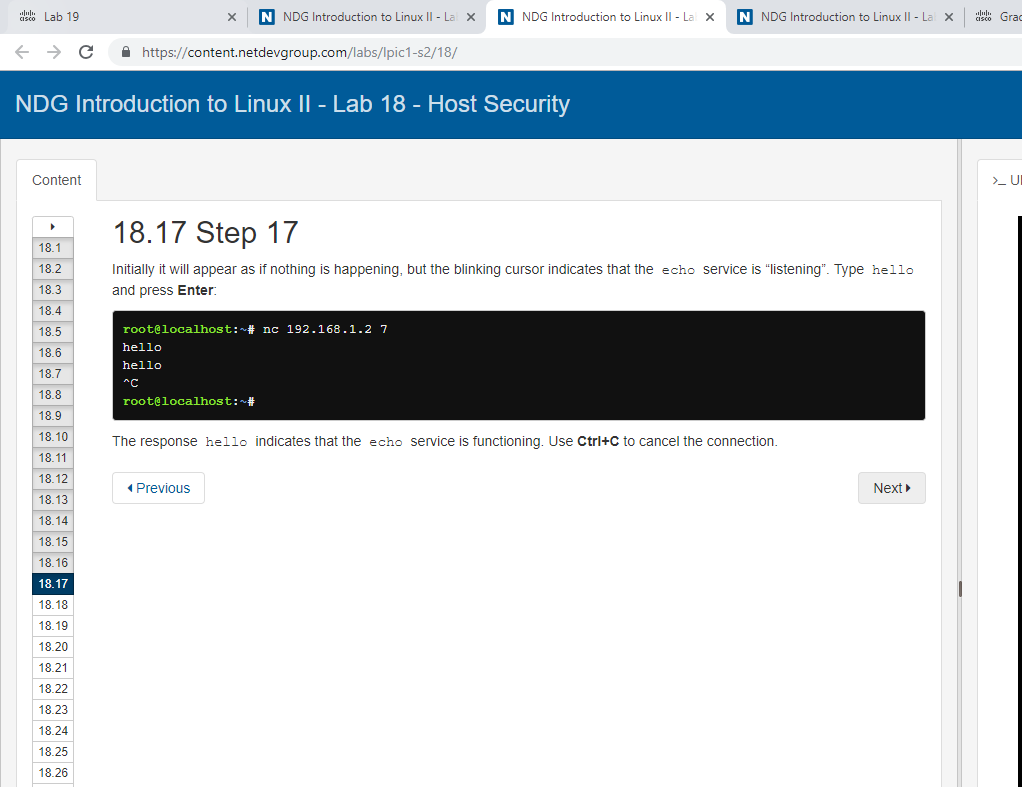 Lab 19
NDG Introduction to Linux II - La
NDG Introduction to Linux II - La
NDG Introduction to Linux II - La
Grad
https://content.netdevgroup.com/labs/lpic1-s2/18/
NDG Introduction to Linux II - Lab 18 - Host Security
Content
18.1
18.2
18.3
18.4
18.5
18.6
18.7
18.8
18.9
18.10
18.11
18.12
18.13
18.14
18.15
18.16
18.17
18.18
18.19
18.20
18.21
18.22
18.23
18.24
18.25
18.26
18.17 Step 17
Initially it will appear as if nothing is happening, but the blinking cursor indicates that the echo service is “listening”. Type hello
and press Enter:
root@localhost:~# nc 192.168.1.2 7
hello
hello
^C
root@localhost:~#
The response hello indicates that the echo service is functioning. Use Ctrl+C to cancel the connection.
Previous
Next
>_ U